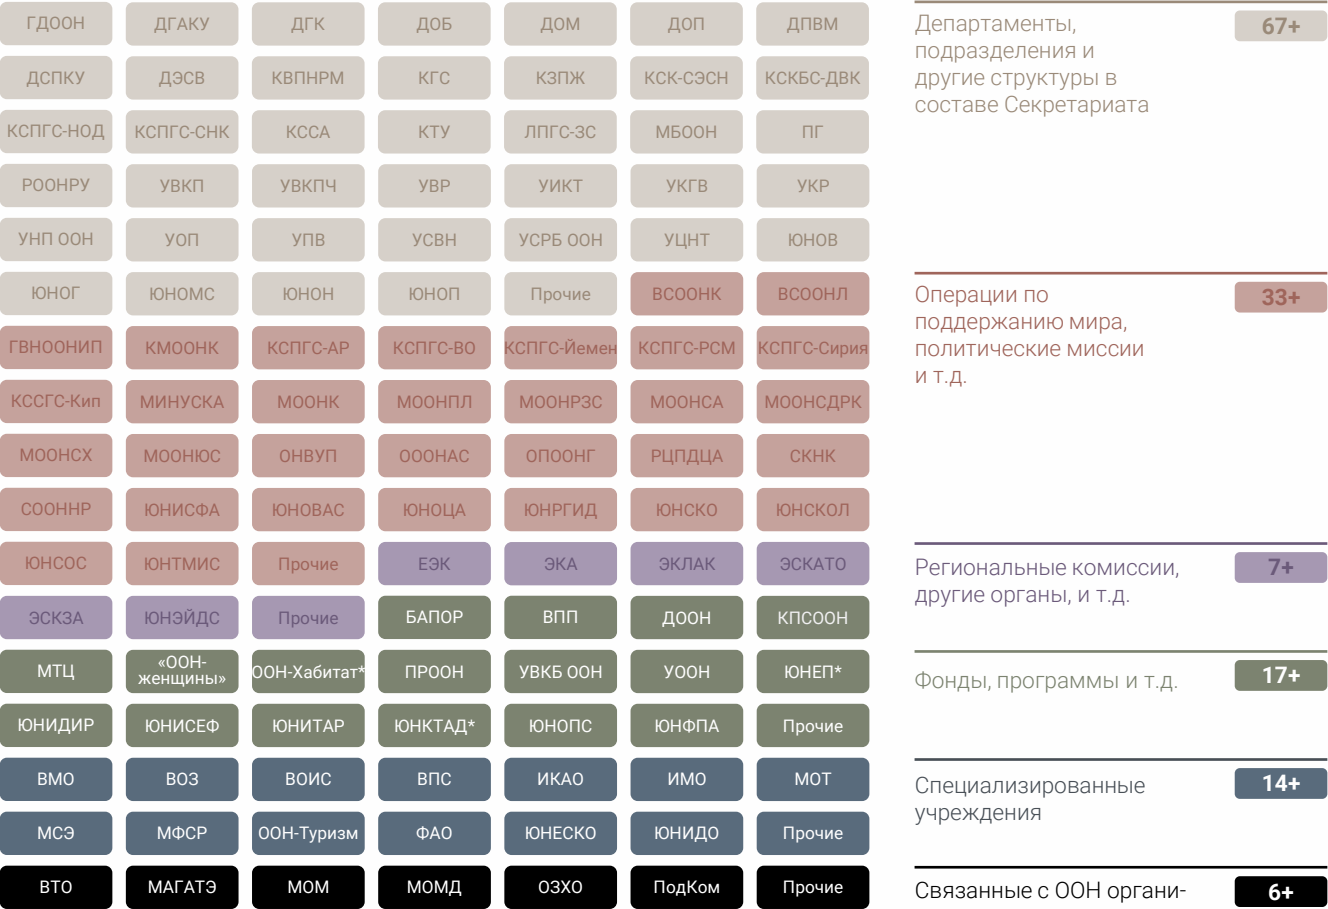 ГДООН ДГАКУ ДГК ДОБ ДОМ ДОП ДПВМ
ДСПКУ ДЭСВ КВПНРМ КГС КЗПЖ КСК-СЭСН КСКБС-ДВК
КСПГС-НОД КСПГС-СНК КССА КТУ ЛПГС-ЗС МБООН ПГ
РООНРУ УВКП УВКПЧ УВР УИКТ УКГВ УКР
УНП ООН УОП УПВ УСВН УСРБ ООН УЦНТ ЮНОВ
ЮНОГ ЮНОМС ЮНОН ЮНОП Прочие ВСООНК ВСООНЛ
ГВНООНИП КМООНК КСПГС-АР КСПГС-ВО КСПГС-Йемен КСПГС-РСМ КСПГС-Сирия
КССГС-Кип МИНУСКА МООНК МООНПЛ МООНРЗС МООНСА МООНСДРК
МООНСХ МООНЮС ОНВУП ОООНАС ОПООНГ РЦПДЦА СКНК
СООННР ЮНИСФА ЮНОВАС ЮНОЦА ЮНРГИД ЮНСКО ЮНСКОЛ
ЮНСОС ЮНТМИС Прочие ЕЭК ЭКА ЭКЛАК ЭСКАТО
ЭСКЗА ЮНЭЙДС Прочие БАПОР ВПП ДООН КПСООН
МТЦ «ООН-
женщины» ООН-Хабитат* ПРООН УВКБ ООН УООН ЮНЕП*
ЮНИДИР ЮНИСЕФ ЮНИТАР ЮНКТАД* ЮНОПС ЮНФПА Прочие
ВМО ВОЗ ВОИС ВПС ИКАО ИМО МОТ
МСЭ МФСР ООН-Туризм ФАО ЮНЕСКО ЮНИДО Прочие
ВТО МАГАТЭ МОМ МОМД ОЗХО ПодКом Прочие
Департаменты, 67+
подразделения и
другие структуры в
составе Секретариата
Операции по 33+
поддержанию мира,
политические миссии
и т.д.
Региональные комиссии, 7+
другие органы, и т.д.
Фонды, программы и т.д. 17+
Специализированные 14+
учреждения
Связанные с ООН органи- 6+